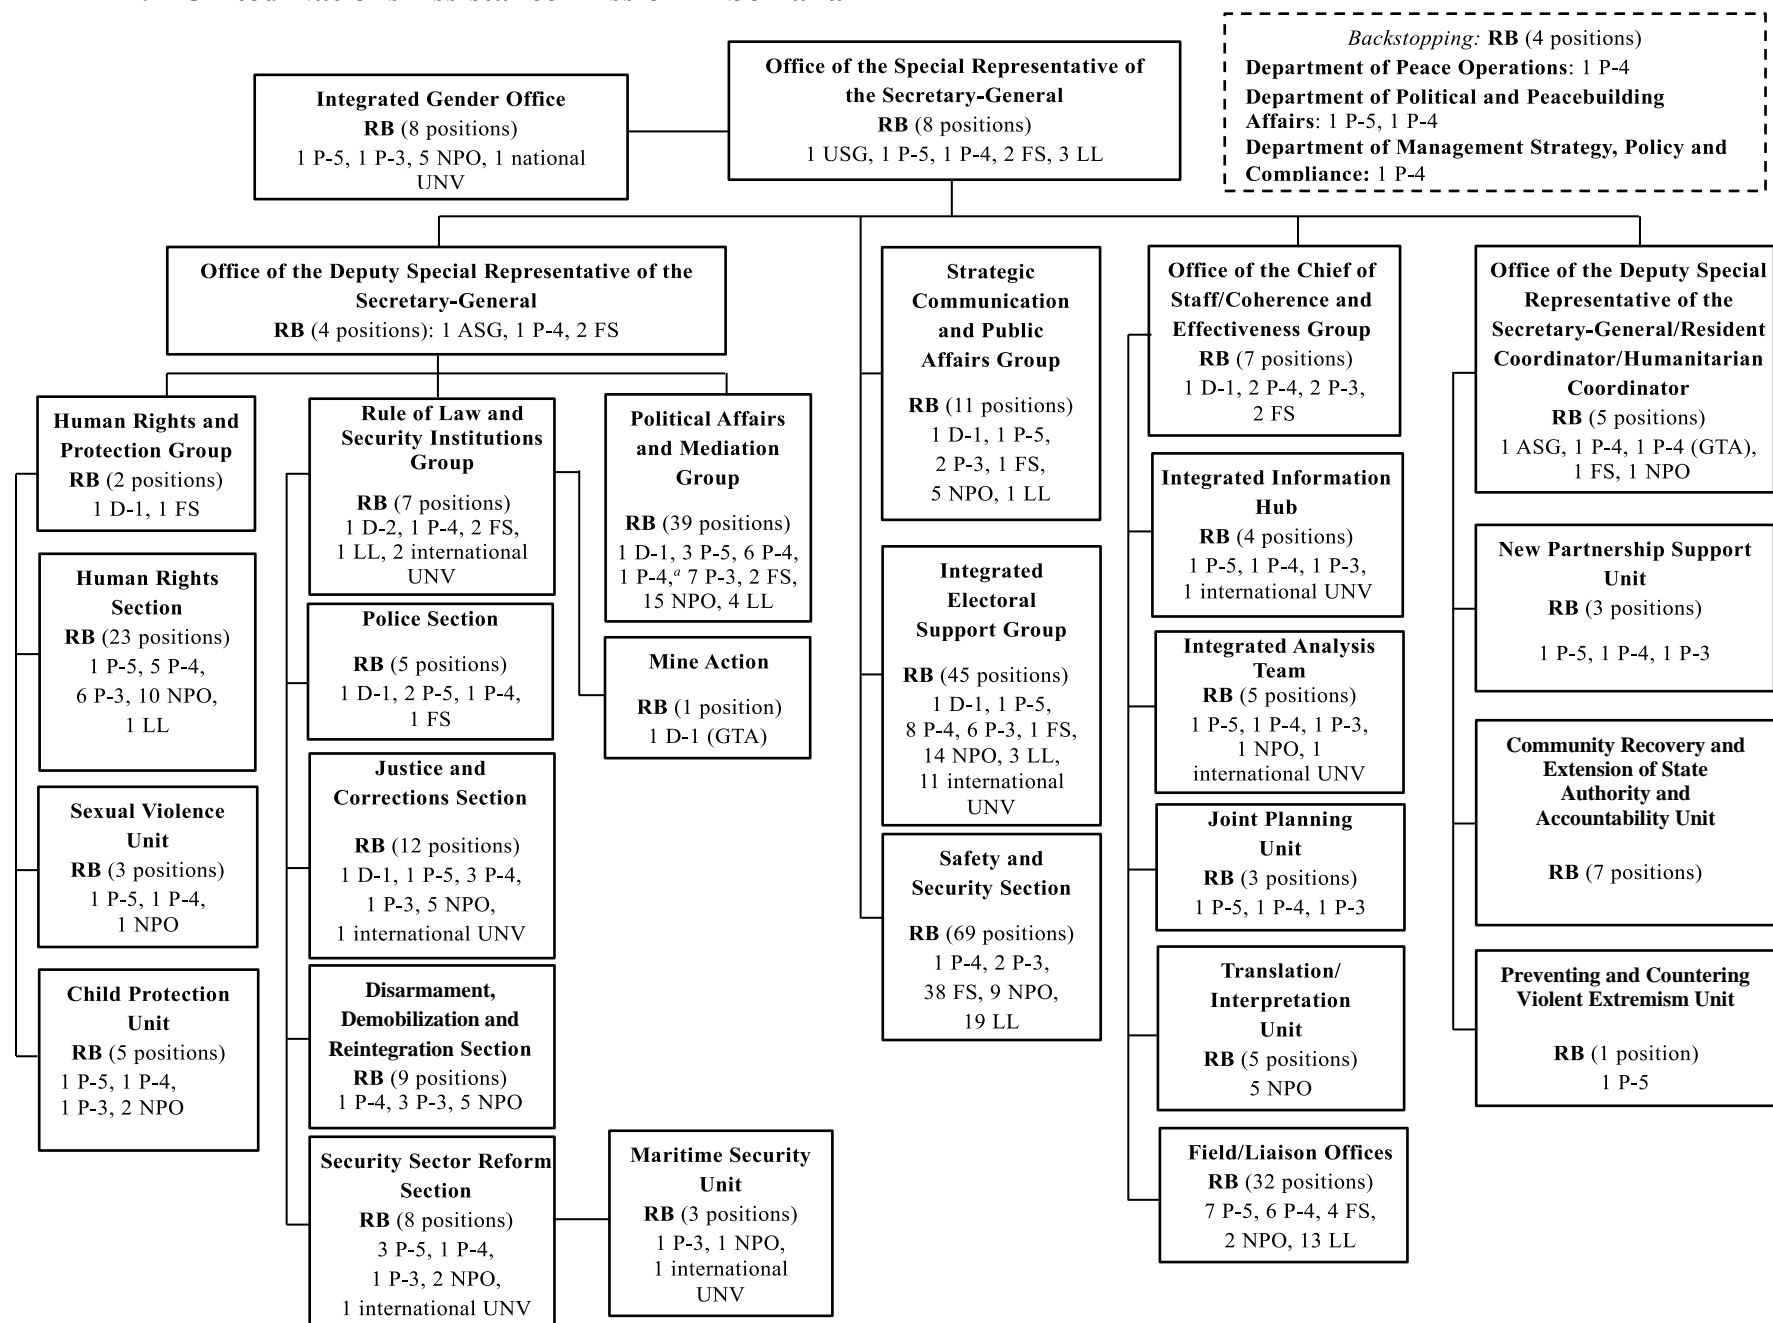 Integrated Gender Office
RB (8 positions)
1 P-5, 1 P-3, 5 NPO, 1 national
UNV
Office of the Special Representative of
the Secretary-General
RB (8 positions)
1 USG, 1 P-5, 1 P-4, 2 FS, 3 LL
Backstopping: RB (4 positions)
Department of Peace Operations: 1 P-4
Department of Political and Peacebuilding
Affairs: 1 P-5, 1 P-4
Department of Management Strategy, Policy and
Compliance: 1 P-4
Office of the Deputy Special Representative of the
Secretary-General
RB (4 positions): 1 ASG, 1 P-4, 2 FS
Human Rights and
Protection Group
RB (2 positions)
1 D-1, 1 FS
Human Rights
Section
RB (23 positions)
1 P-5, 5 P-4,
6 P-3, 10 NPO,
1 LL
Sexual Violence
Unit
RB (3 positions)
1 P-5, 1 P-4,
1 NPO
Child Protection
Unit
RB (5 positions)
1 P-5, 1 P-4,
1 P-3, 2 NPO
Rule of Law and
Security Institutions
Group
RB (7 positions)
1 D-2, 1 P-4, 2 FS,
1 LL, 2 international
UNV
Police Section
RB (5 positions)
1 D-1, 2 P-5, 1 P-4,
1 FS
Justice and
Corrections Section
RB (12 positions)
1 D-1, 1 P-5, 3 P-4,
1 P-3, 5 NPO,
1 international UNV
Disarmament,
Demobilization and
Reintegration Section
RB (9 positions)
1 P-4, 3 P-3, 5 NPO
Security Sector Reform
Section
RB (8 positions)
3 P-5, 1 P-4,
1 P-3, 2 NPO,
1 international UNV
Political Affairs
and Mediation
Group
RB (39 positions)
1 D-1, 3 P-5, 6 P-4,
1 P-4,a 7 P-3, 2 FS,
15 NPO, 4 LL
Mine Action
RB (1 position)
1 D-1 (GTA)
Maritime Security
Unit
RB (3 positions)
1 P-3, 1 NPO,
1 international
UNV
Strategic
Communication
and Public
Affairs Group
RB (11 positions)
1 D-1, 1 P-5,
2 P-3, 1 FS,
5 NPO, 1 LL
Integrated
Electoral
Support Group
RB (45 positions)
1 D-1, 1 P-5,
8 P-4, 6 P-3, 1 FS,
14 NPO, 3 LL,
11 international
UNV
Safety and
Security Section
RB (69 positions)
1 P-4, 2 P-3,
38 FS, 9 NPO,
19 LL
Office of the Chief of
Staff/Coherence and
Effectiveness Group
RB (7 positions)
1 D-1, 2 P-4, 2 P-3,
2 FS
Integrated Information
Hub
RB (4 positions)
1 P-5, 1 P-4, 1 P-3,
1 international UNV
Integrated Analysis
Team
RB (5 positions)
1 P-5, 1 P-4, 1 P-3,
1 NPO, 1
international UNV
Joint Planning
Unit
RB (3 positions)
1 P-5, 1 P-4, 1 P-3
Translation/
Interpretation
Unit
RB (5 positions)
5 NPO
Field/Liaison Offices
RB (32 positions)
7 P-5, 6 P-4, 4 FS,
2 NPO, 13 LL
Office of the Deputy Special
Representative of the
Secretary-General/Resident
Coordinator/Humanitarian
Coordinator
RB (5 positions)
1 ASG, 1 P-4, 1 P-4 (GTA),
1 FS, 1 NPO
New Partnership Support
Unit
RB (3 positions)
1 P-5, 1 P-4, 1 P-3
Community Recovery and
Extension of State
Authority and
Accountability Unit
RB (7 positions)
Preventing and Countering
Violent Extremism Unit
RB (1 position)
1 P-5